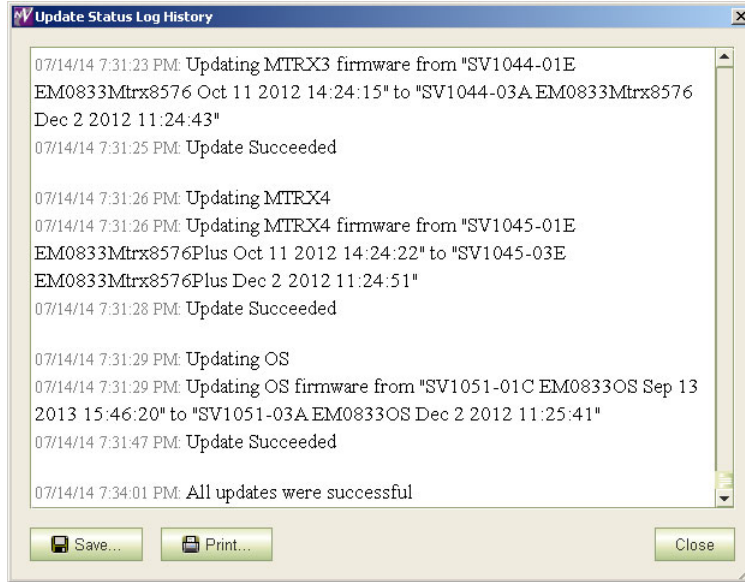 Update Status Log History
07/14/14 7:31:23 PM: Updating MTRX3 firmware from "SV1044-01E
EM0833Mtrx8576 Oct 11 2012 14:24:15" to "SV1044-03A EM0833Mtrx8576
Dec 2 2012 11:24:43"
07/14/14 7:31:25 PM: Update Succeeded
07/14/14 7:31:26 PM: Updating MTRX4
07/14/14 7:31:26 PM: Updating MTRX4 firmware from "SV1045-01E
EM0833Mtrx8576Plus Oct 11 2012 14:24:22" to "SV1045-03E
EM0833Mtrx8576Plus Dec 2 2012 11:24:51"
07/14/14 7:31:28 PM: Update Succeeded
07/14/14 7:31:29 PM: Updating OS
07/14/14 7:31:29 PM: Updating OS firmware from "SV1051-01C EM0833OS Sep 13
2013 15:46:20" to "SV1051-03A EM0833OS Dec 2 2012 11:25:41"
07/14/14 7:31:47 PM: Update Succeeded
07/14/14 7:34:01 PM: All updates were successful
Save... Print... Close